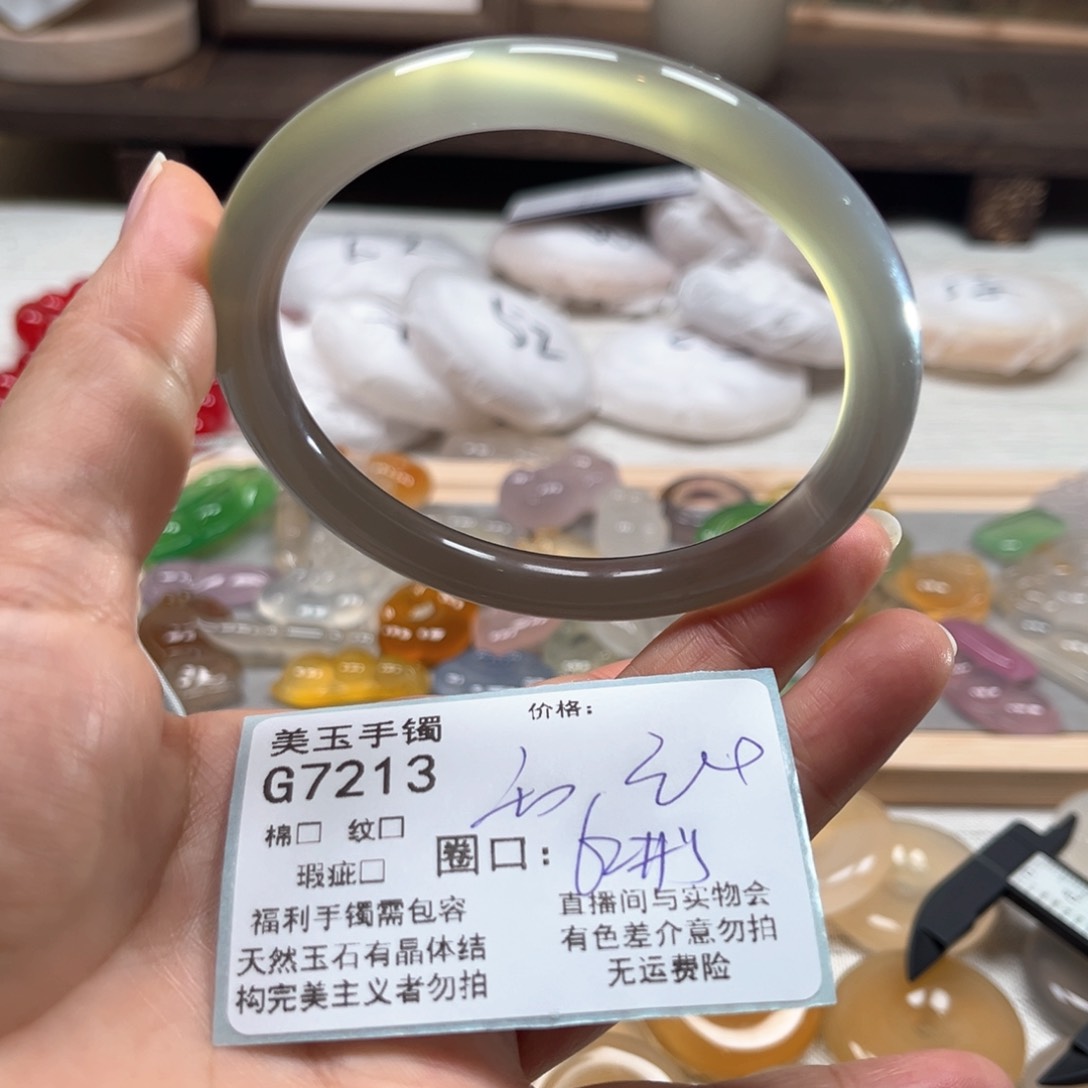 美玉手镯
价格：
G7213
棉□ 纹□
圈口：62
瑕疵□
福利手镯需包容
天然玉石有晶体结
构完美主义者勿拍
直播间与实物会
有色差介意勿拍
无运费险
52